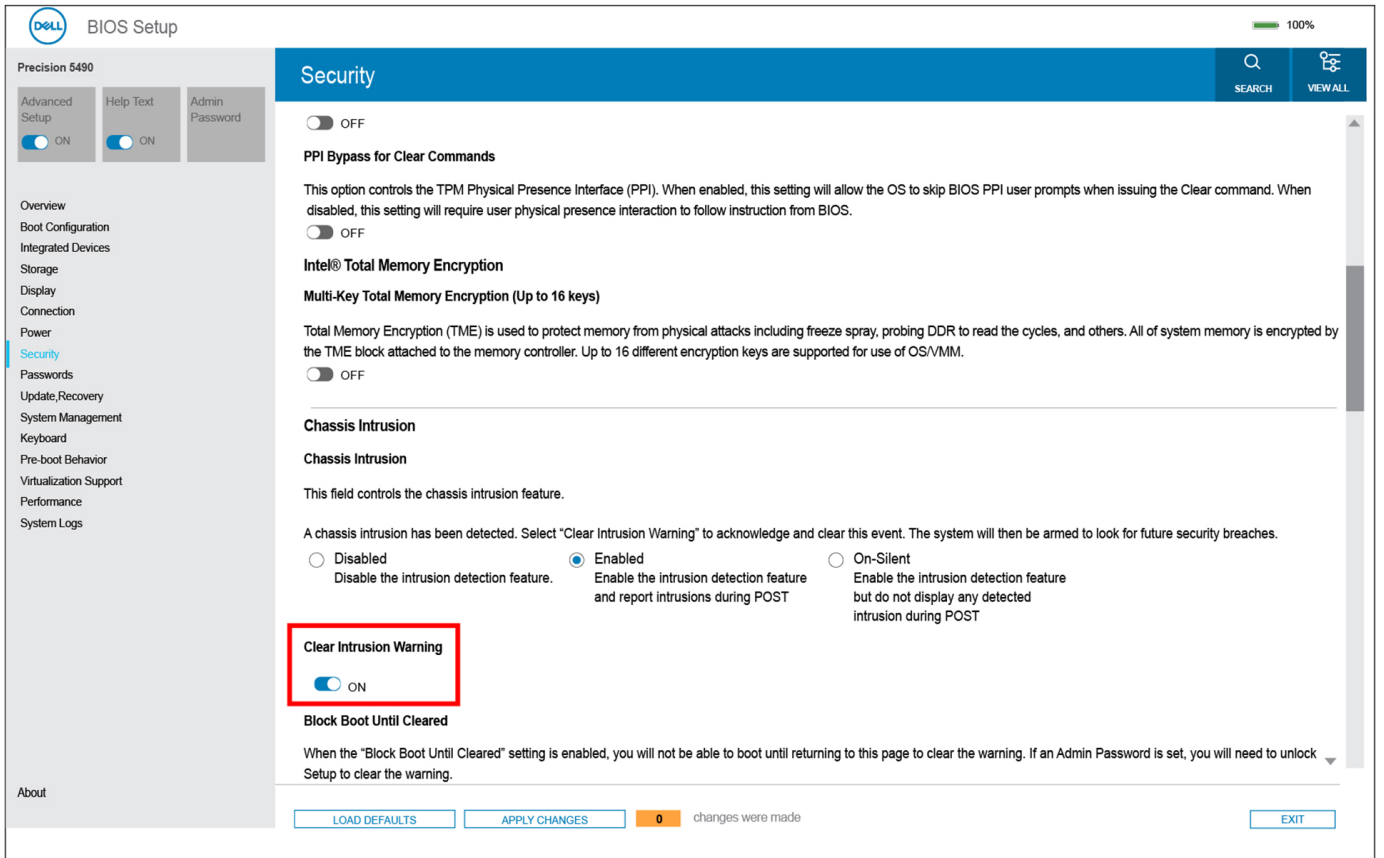 DELL
BIOS Setup
100%
Precision 5490
Advanced Setup
ON
Help Text
ON
Admin Password
Overview
Boot Configuration
Integrated Devices
Storage
Display
Connection
Power
Security
Passwords
Update,Recovery
System Management
Keyboard
Pre-boot Behavior
Virtualization Support
Performance
System Logs
About
Security
SEARCH
VIEW ALL
OFF
PPI Bypass for Clear Commands
This option controls the TPM Physical Presence Interface (PPI). When enabled, this setting will allow the OS to skip BIOS PPI user prompts when issuing the Clear command. When
disabled, this setting will require user physical presence interaction to follow instruction from BIOS.
OFF
Intel® Total Memory Encryption
Multi-Key Total Memory Encryption (Up to 16 keys)
Total Memory Encryption (TME) is used to protect memory from physical attacks including freeze spray, probing DDR to read the cycles, and others. All of system memory is encrypted by
the TME block attached to the memory controller. Up to 16 different encryption keys are supported for use of OS/VMM.
OFF
Chassis Intrusion
Chassis Intrusion
This field controls the chassis intrusion feature.
A chassis intrusion has been detected. Select “Clear Intrusion Warning” to acknowledge and clear this event. The system will then be armed to look for future security breaches.
Disabled
Disable the intrusion detection feature.
Enabled
Enable the intrusion detection feature
and report intrusions during POST
On-Silent
Enable the intrusion detection feature
but do not display any detected
intrusion during POST
Clear Intrusion Warning
ON
Block Boot Until Cleared
When the “Block Boot Until Cleared” setting is enabled, you will not be able to boot until returning to this page to clear the warning. If an Admin Password is set, you will need to unlock
Setup to clear the warning.
LOAD DEFAULTS
APPLY CHANGES
0
changes were made
EXIT